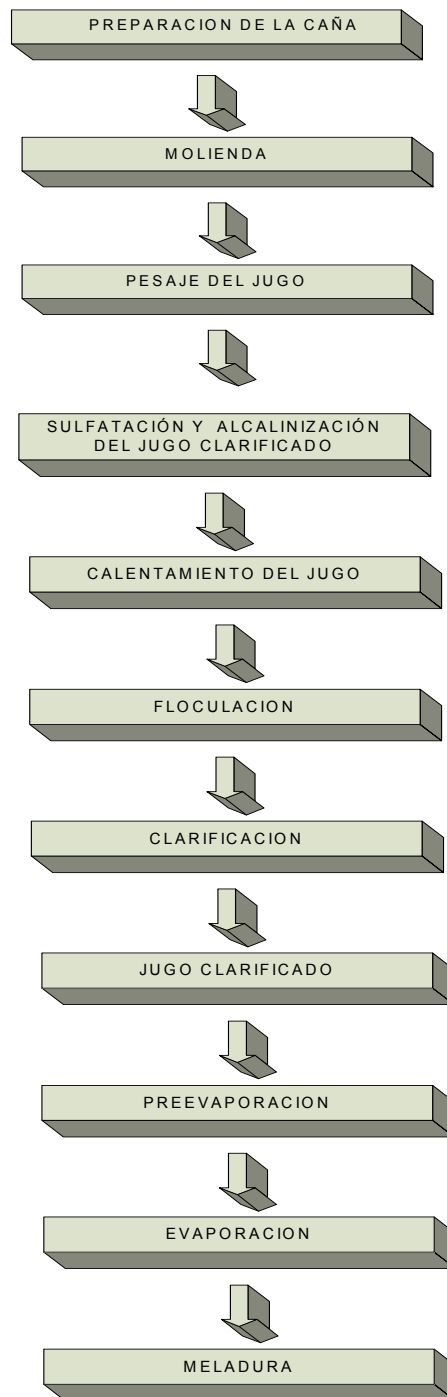 PREPARACION DE LA CAÑA
MOLIENDA
PESAJE DEL JUGO
SULFATACIÓN Y ALCALINIZACIÓN
DEL JUGO CLARIFICADO
CALENTAMIENTO DEL JUGO
FLOCULACION
CLARIFICACION
JUGO CLARIFICADO
PREEVAPORACION
EVAPORACION
MELADURA